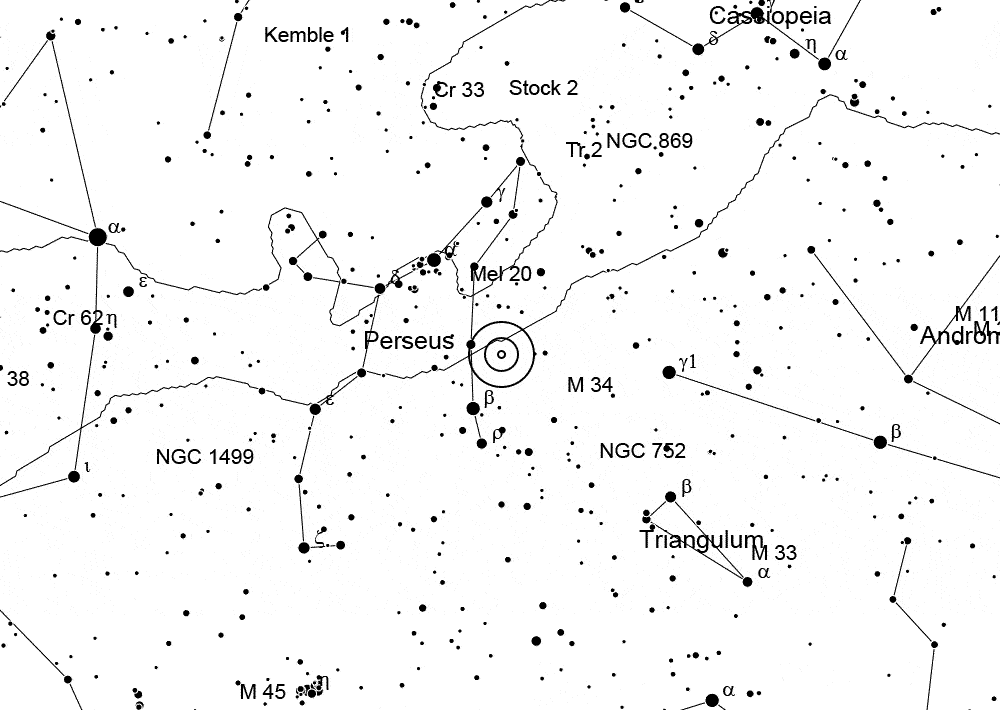 Cassiopeia
δ
η
α
Kemble 1
Cr 33
Stock 2
Tr 2
NGC 869
γ
α
α
δ
Mel 20
ε
Cr 62
η
Perseus
M 34
γ1
Androm
38
β
ε
ρ
β
NGC 1499
NGC 752
ι
β
ζ
Triangulum
M 33
α
M 45
η
α